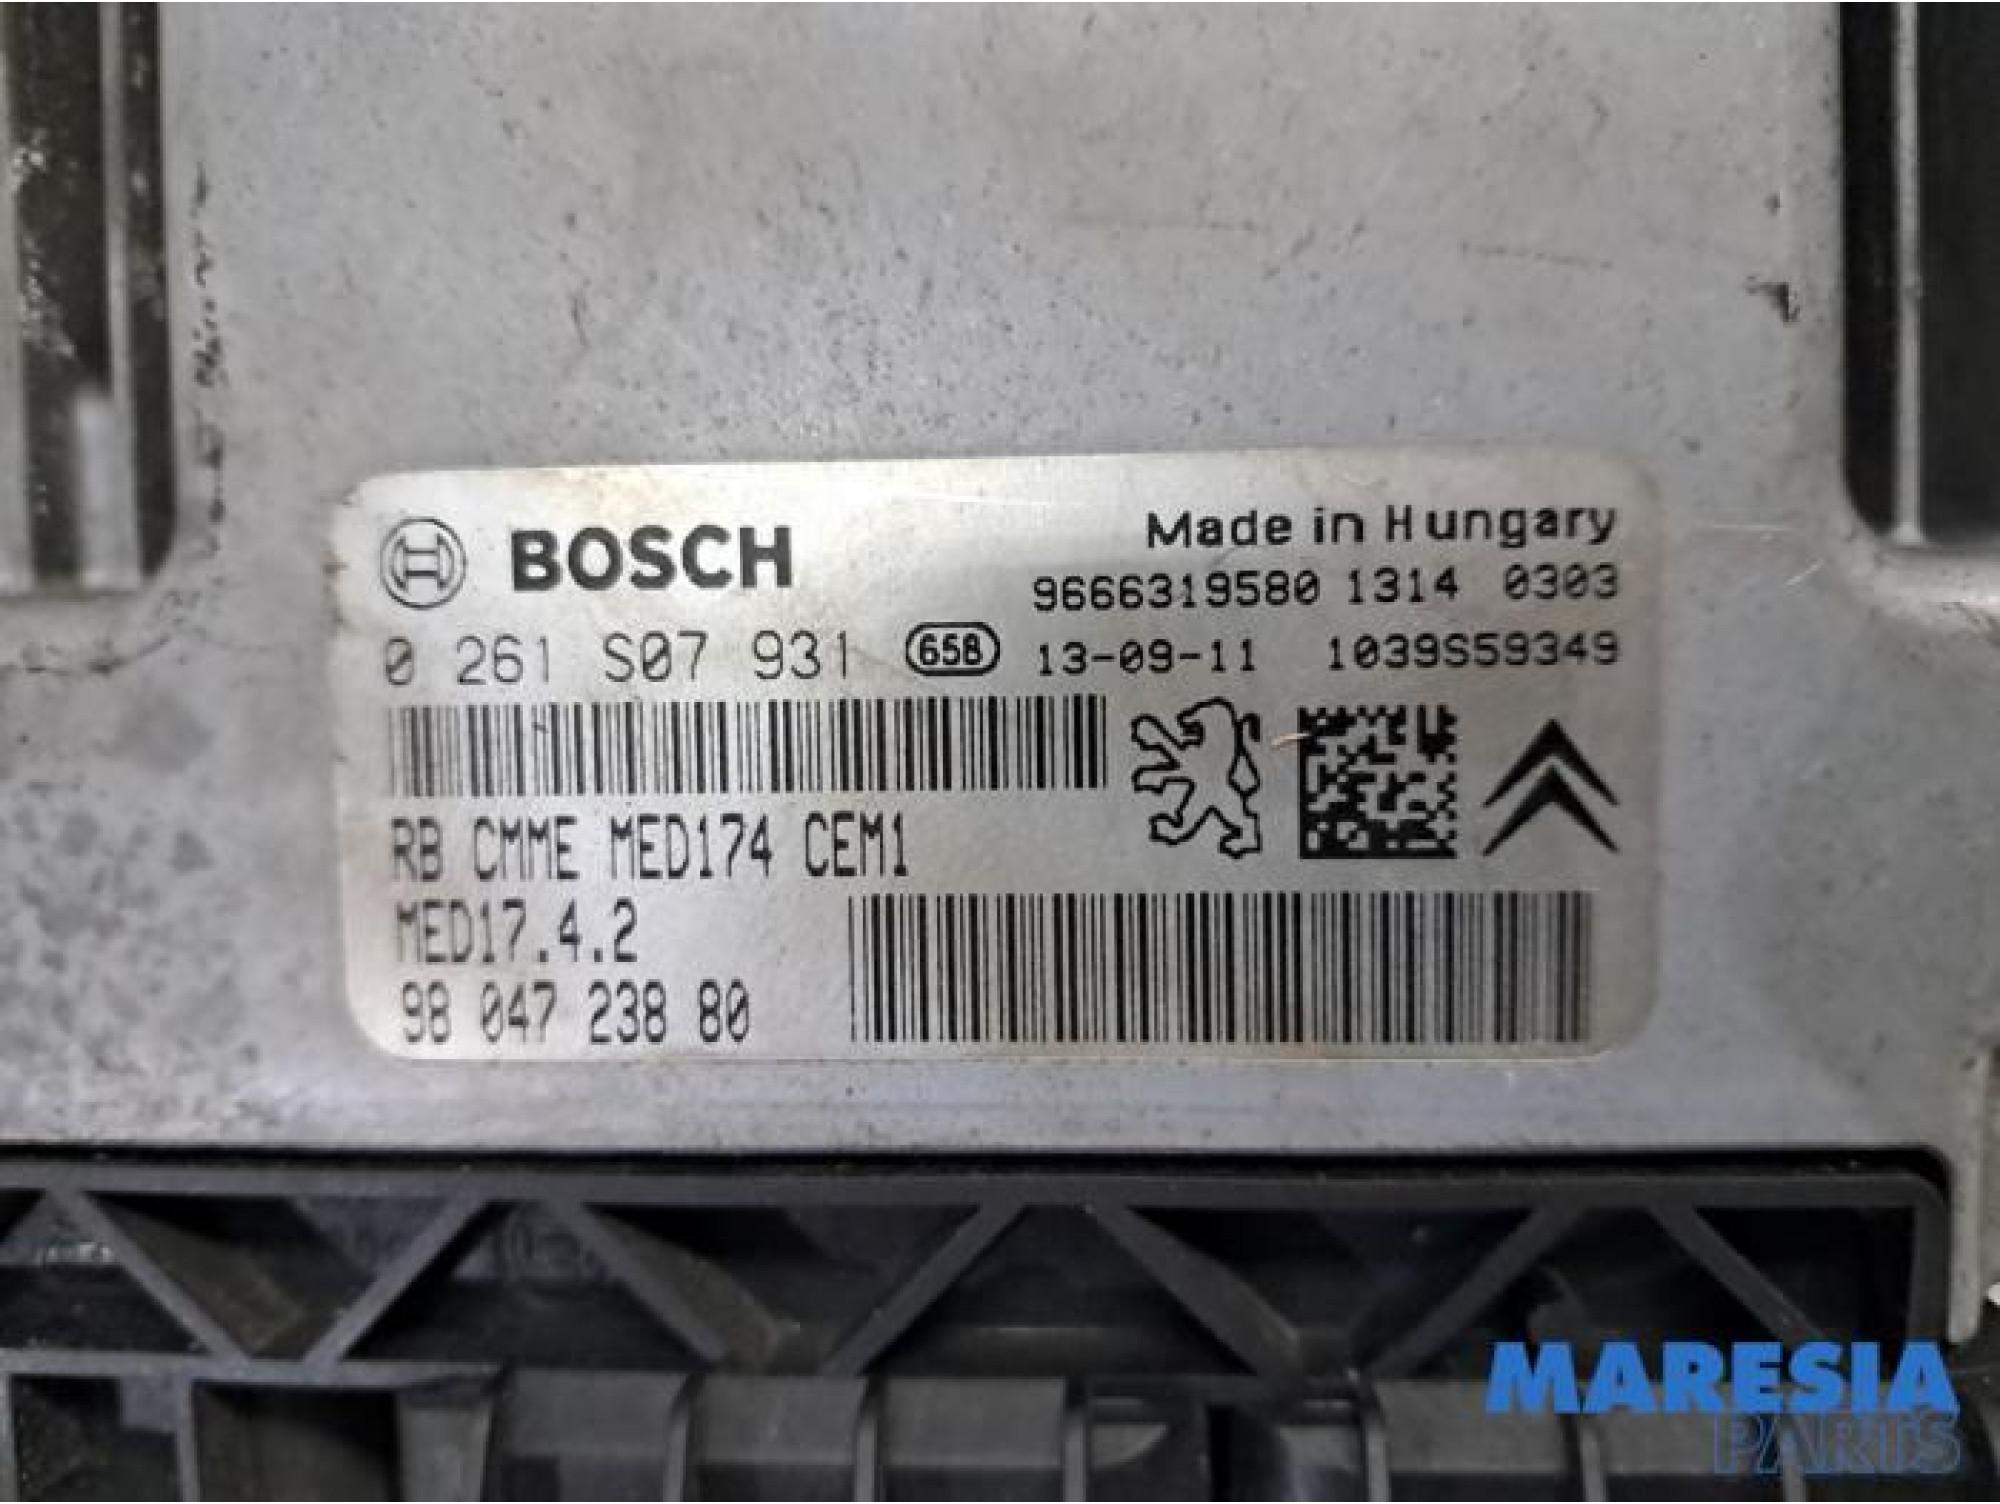 BOSCH
Made in Hungary
9666319580 1314 0303
0 261 S07 931 658 13-09-11 1039S59349
RB CMME MED174 CEM1
MED17.4.2
98 047 238 80
MARESIA
PARTS